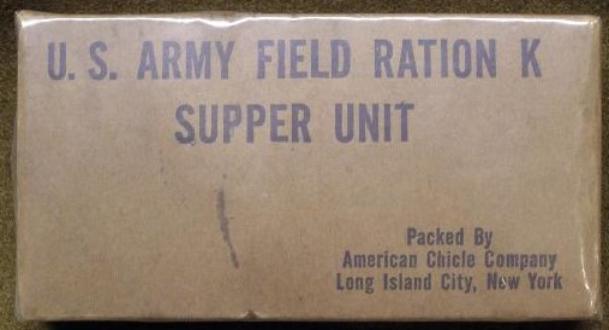 U. S. ARMY FIELD RATION K
SUPPER UNIT
Packed By
American Chicle Company
Long Island City, New York